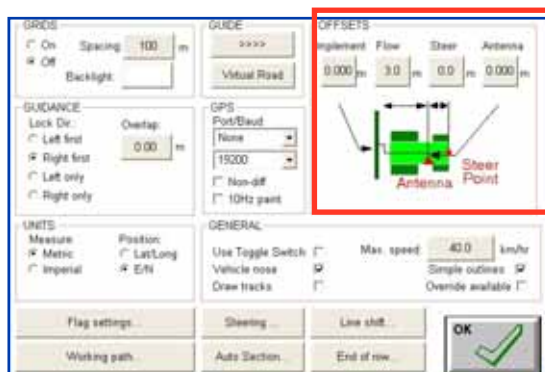 GRIDS
On Spacing: 100 m
Off
Backlight:
GUIDE
>>>>
Virtual Road
OFFSETS
Implement Flow Steer Antenna
0.000 m 3.0 m 0.0 m 0.000 m
Steer
Point
Antenna
GUIDANCE
Lock Dir.: Overlap:
Left first 0.00 m
Right first
Left only
Right only
GPS
Port/Baud
None
19200
Non-diff
10Hz paint
UNITS
Measure Position:
Metric Lat/Long
Imperial E/N
GENERAL
Use Toggle Switch Max. speed: 40.0 km/hr
Vehicle nose Simple outlines
Draw tracks Override available
Flag settings... Steering... Line shift... OK
Working path... Auto Section... End of row...